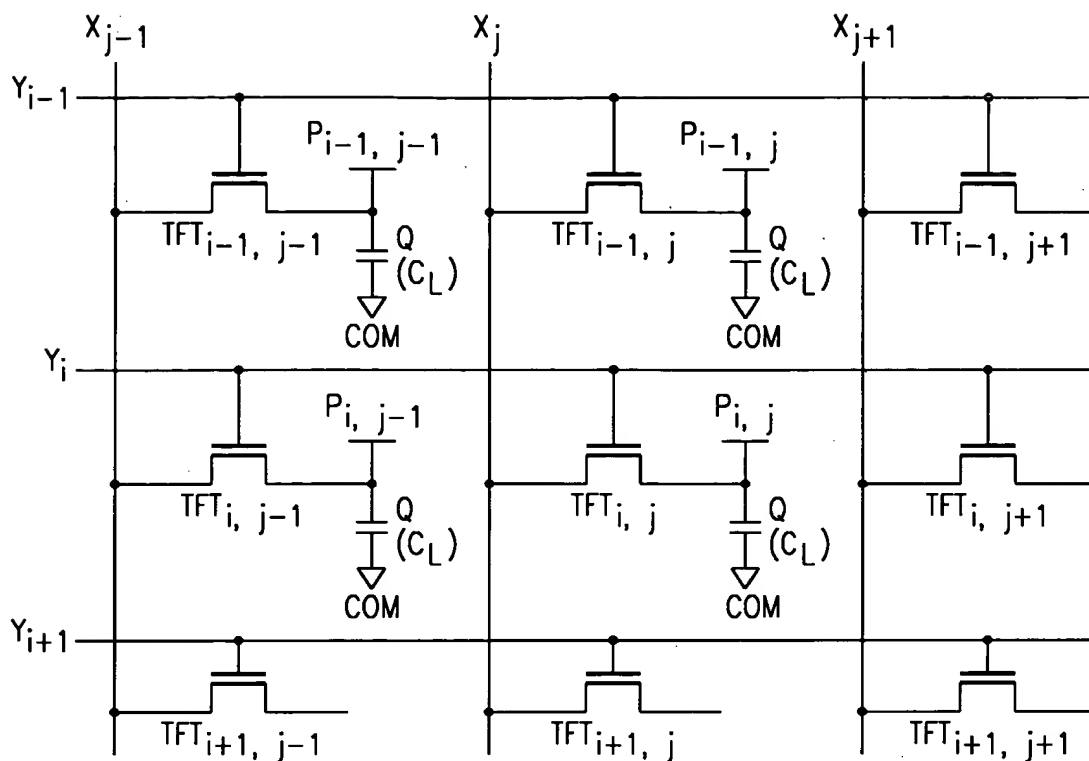 X_{j-1} X_j X_{j+1}
Y_{i-1}
P_{i-1, j-1} P_{i-1, j}
TFT_{i-1, j-1} Q TFT_{i-1, j} Q TFT_{i-1, j+1}
(C_L) (C_L)
COM COM
Y_i
P_{i, j-1} P_{i, j}
TFT_{i, j-1} Q TFT_{i, j} Q TFT_{i, j+1}
(C_L) (C_L)
COM COM
Y_{i+1}
TFT_{i+1, j-1} TFT_{i+1, j} TFT_{i+1, j+1}